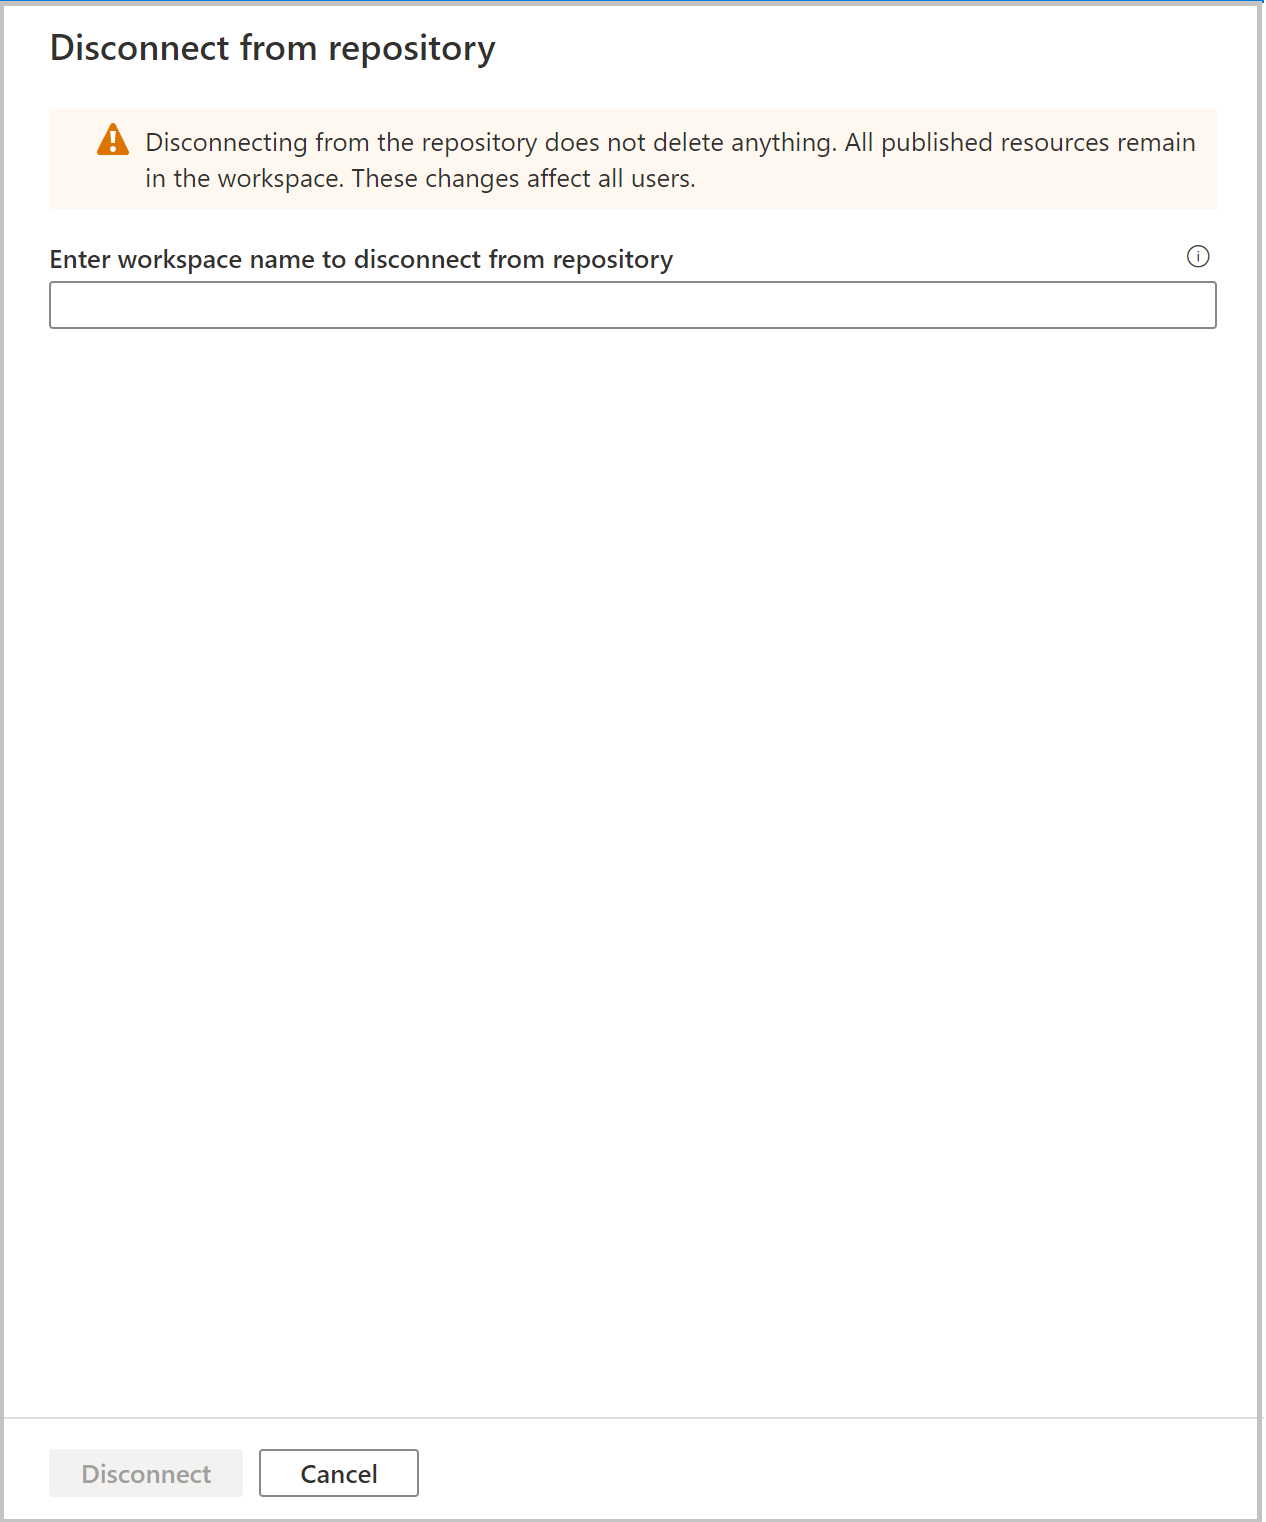 Disconnect from repository
Disconnecting from the repository does not delete anything. All published resources remain
in the workspace. These changes affect all users.
Enter workspace name to disconnect from repository
Disconnect
Cancel